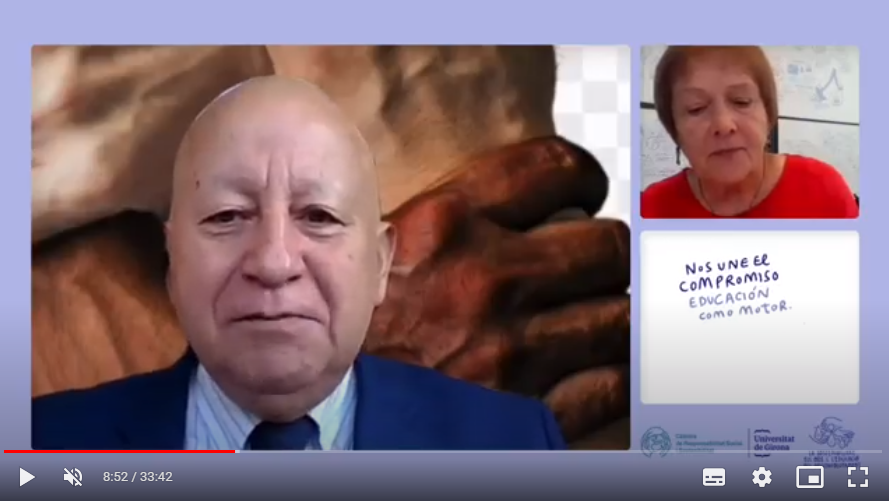 NOS UNE EL
COMPROMISO
EDUCACIÓN
COMO MOTOR.
Universitat
de Girona
8:52 / 33:42